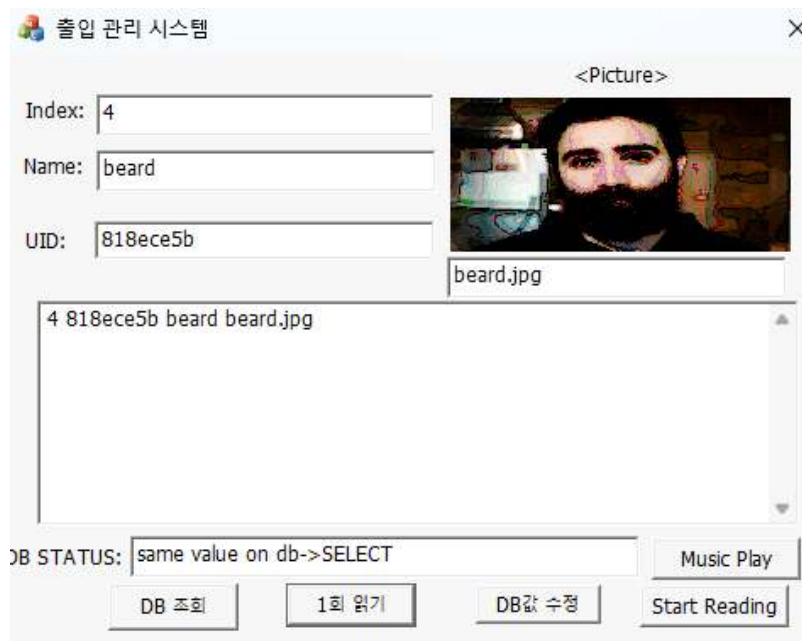 출입 관리 시스템
<Picture>
Index: 4
Name: beard
UID: 818ece5b
beard.jpg
4 818ece5b beard beard.jpg
DB STATUS: same value on db->SELECT
Music Play
DB 조회 1회 읽기 DB값 수정 Start Reading